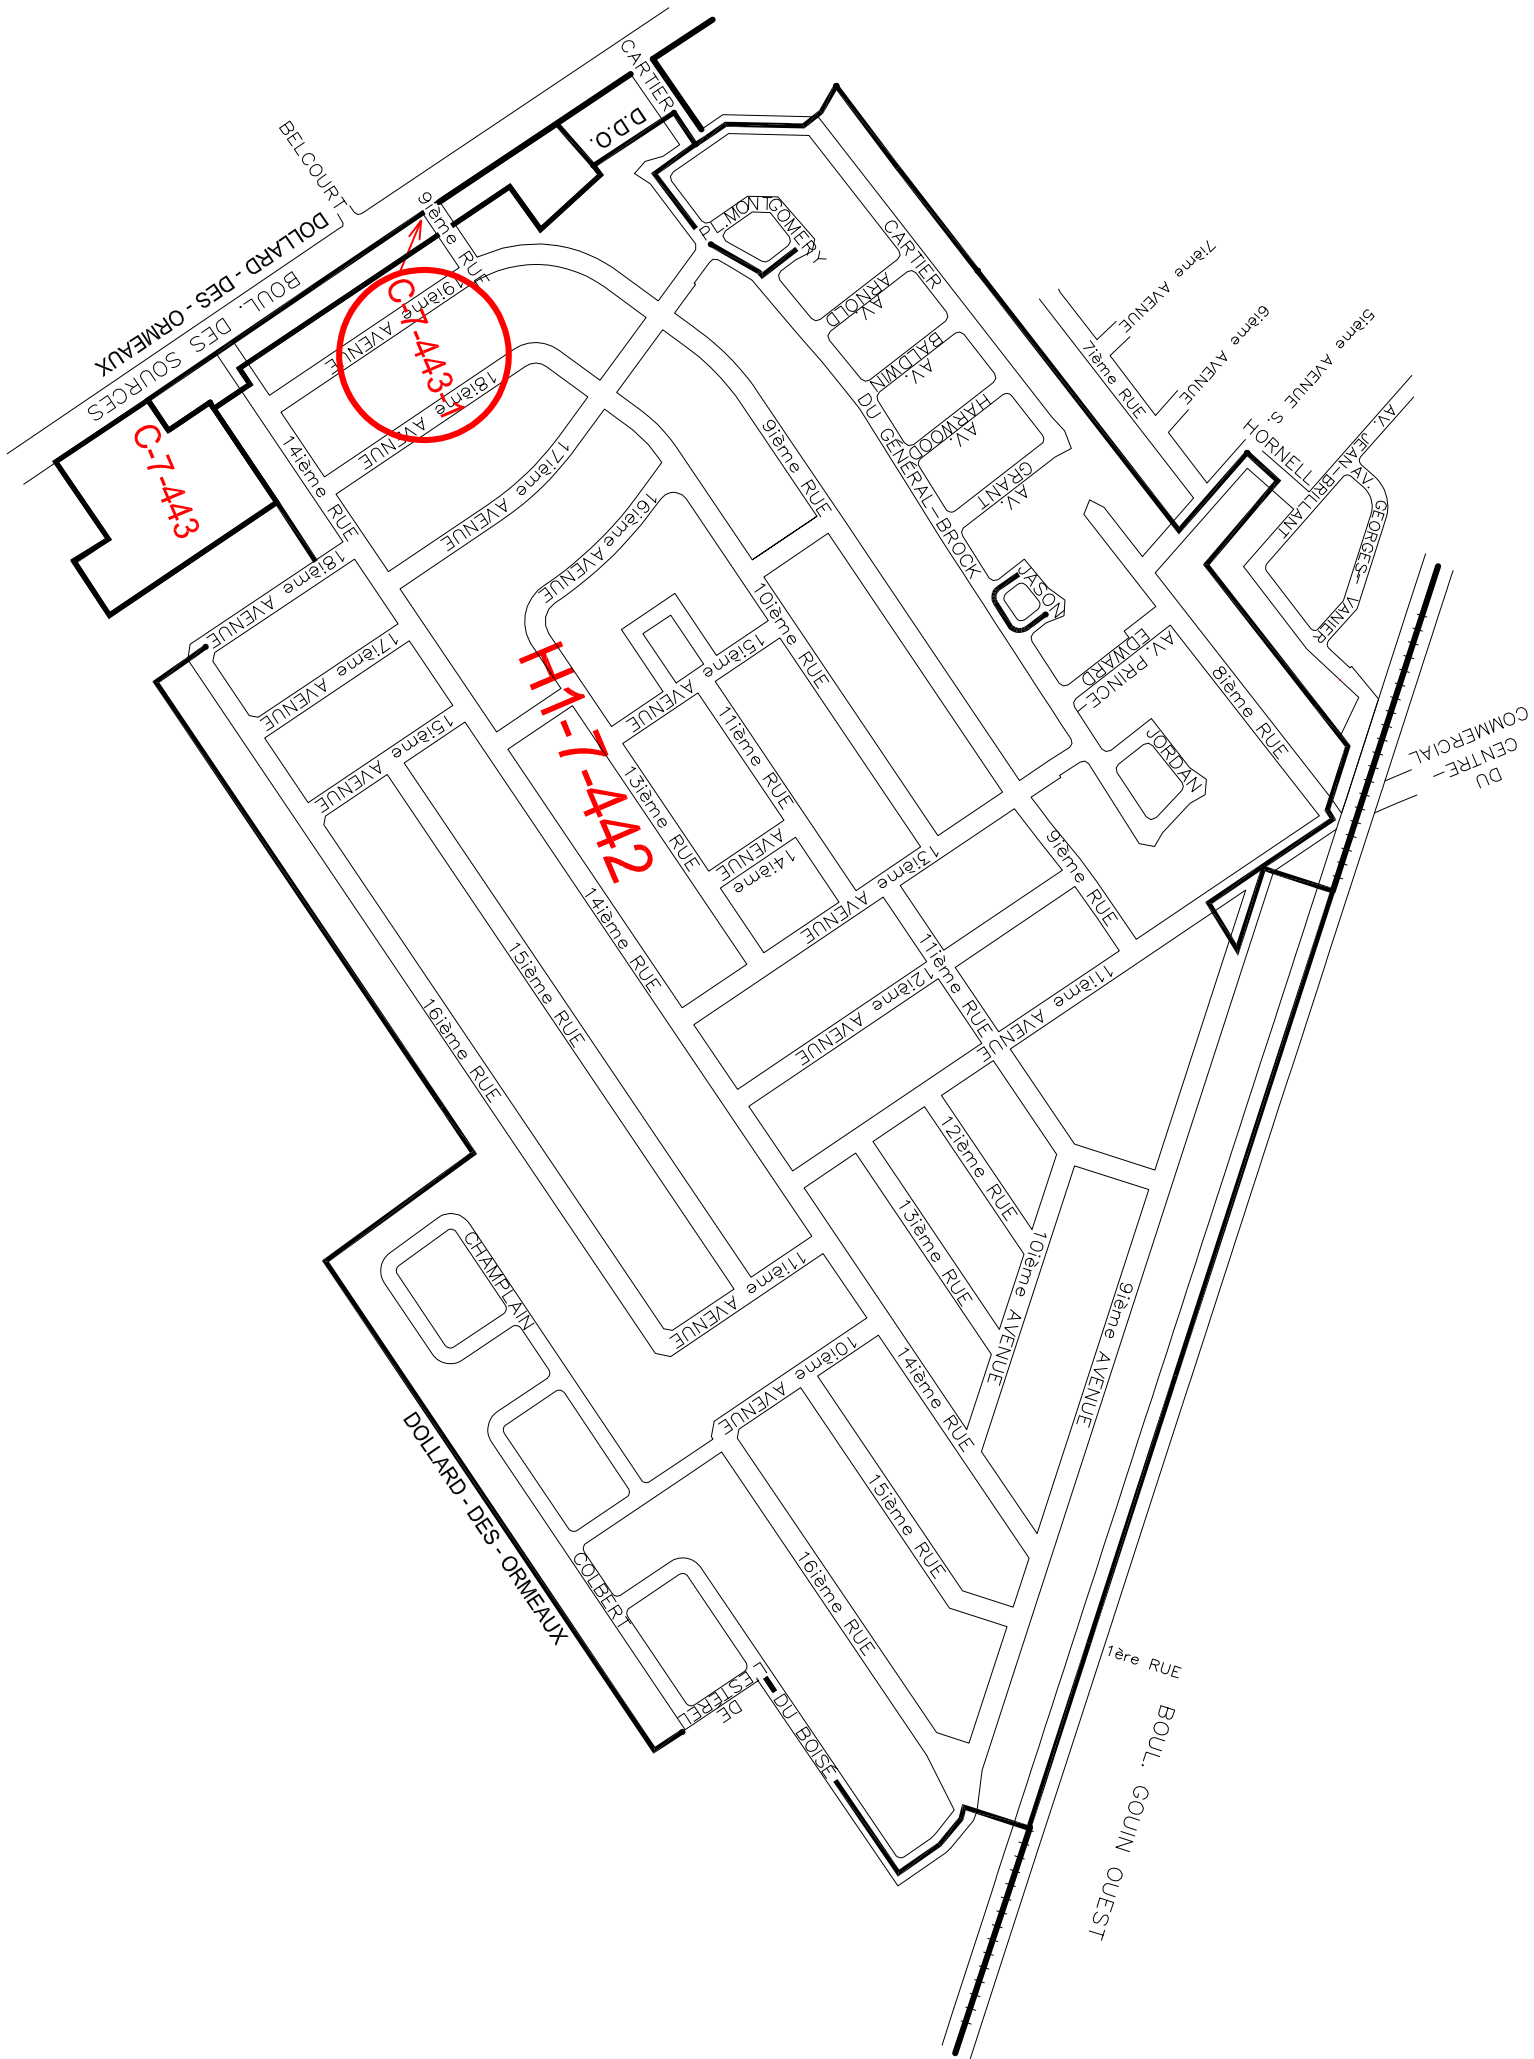 CARTIER
D.D.O.
BELCOURT
9ième RUE
DOLLARD - DES - ORMEAUX
BOUL. DES SOURCES
C-7-443-1
C-7-443
PL.MONTGOMERY
CARTIER
AV.
ARNOLD
AV.
BALDWIN
AV.
HARWOOD
AV.
GRANT
DU GÉNÉRAL-BROCK
7ième AVENUE
6ième AVENUE
5ième AVENUE S.
7ième RUE
HORNELL
AV. JEAN-BRILLANT
AV. GEORGES- VANIER
19ième AVENUE
18ième AVENUE
14ième RUE
17ième AVENUE
16ième AVENUE
9ième RUE
JASON
AV. PRINCE-
EDWARD
JORDAN
8ième RUE
DU
CENTRE-
COMMERCIAL
18ième AVENUE
17ième AVENUE
15ième AVENUE
10ième RUE
15ième AVENUE
11ième RUE
H1-7-442
13ième RUE
14ième
AVENUE
13ième AVENUE
9ième RUE
14ième RUE
15ième RUE
16ième RUE
11ième RUE
12ième AVENUE
11ième AVENUE
12ième RUE
13ième RUE
10ième AVENUE
9ième AVENUE
CHAMPLAIN
11ième AVENUE
10ième AVENUE
14ième RUE
15ième RUE
16ième RUE
DOLLARD - DES - ORMEAUX
COLBERT
DE
L'ESTEREL
DU BOISÉ
1ère RUE
BOUL. GOUIN OUEST